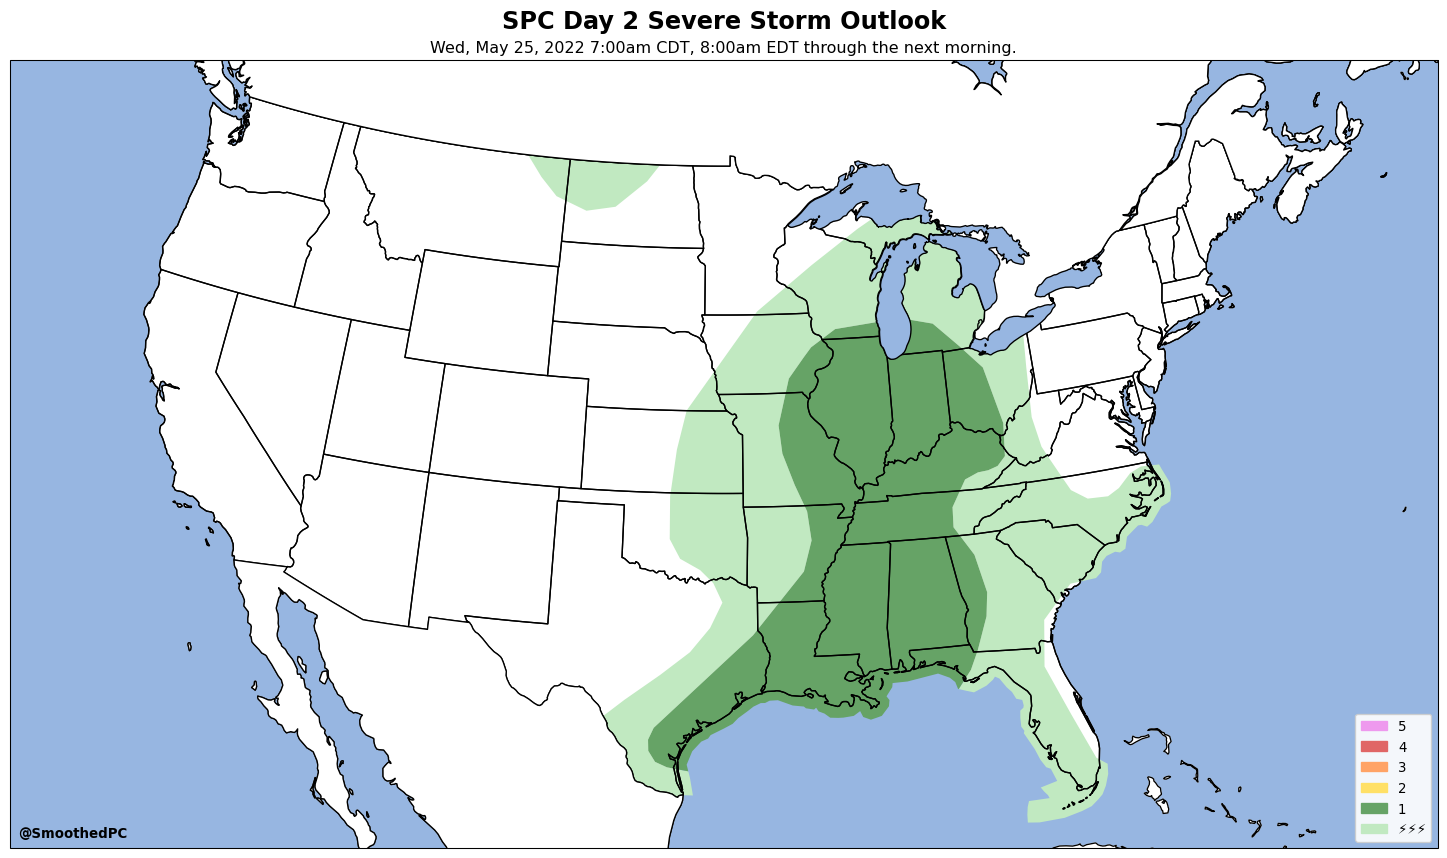 SPC Day 2 Severe Storm Outlook
Wed, May 25, 2022 7:00am CDT, 8:00am EDT through the next morning.
5
4
3
2
1
⚡⚡⚡
@SmoothedPC